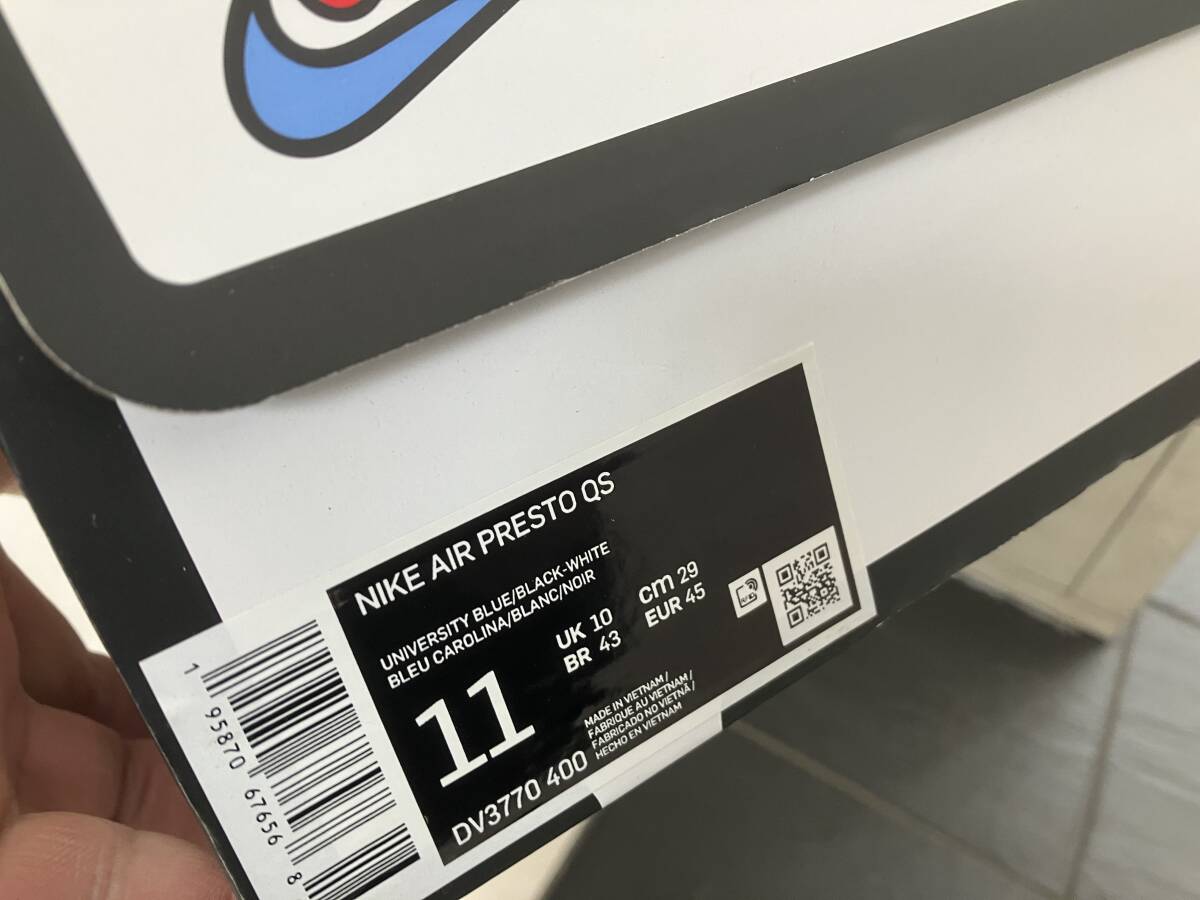 NIKE AIR PRESTO QS
UNIVERSITY BLUE/BLACK-WHITE
BLEU CAROLINA/BLANC/NOIR
11
UK 10
BR 43
cm 29
EUR 45
DV3770 400
MADE IN VIETNAM /
FABRIQUE AU VIETNAM /
FABRICADO NO VIETNÃ /
HECHO EN VIETNAM
1 95870 67656 8